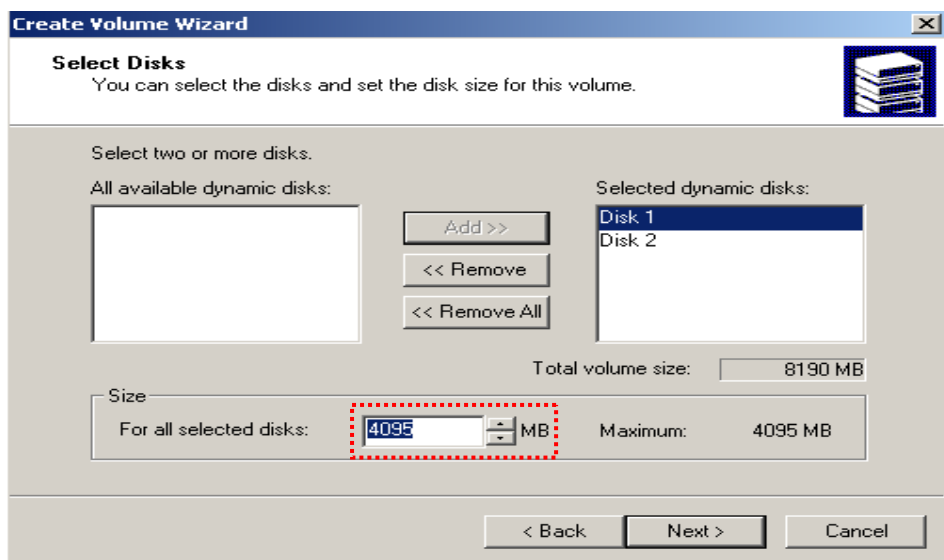 Create Volume Wizard
Select Disks
You can select the disks and set the disk size for this volume.
Select two or more disks.
All available dynamic disks:
Selected dynamic disks:
Add >>
<< Remove
<< Remove All
Disk 1
Disk 2
Total volume size: 8190 MB
Size
For all selected disks: 4095 MB Maximum: 4095 MB
< Back Next > Cancel